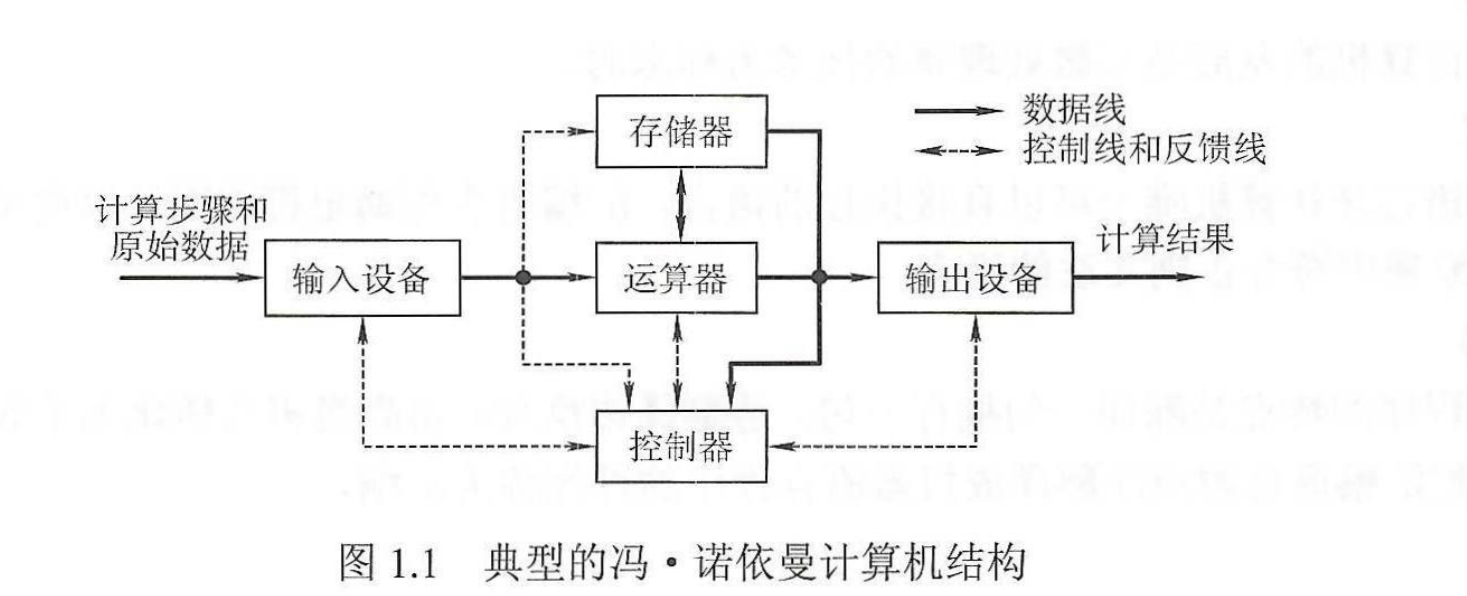 存储器
数据线
控制线和反馈线
计算步骤和
原始数据
输入设备
运算器
输出设备
计算结果
控制器
图 1.1 典型的冯·诺依曼计算机结构